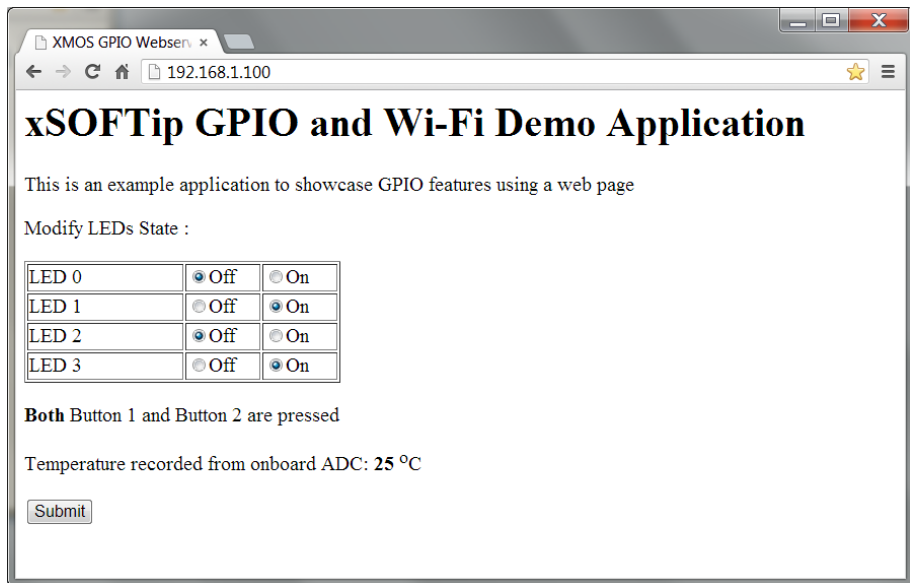 XMOS GPIO Webserv
192.168.1.100
xSOFTip GPIO and Wi-Fi Demo Application
This is an example application to showcase GPIO features using a web page
Modify LEDs State :
LED 0 Off On
LED 1 Off On
LED 2 Off On
LED 3 Off On
Both Button 1 and Button 2 are pressed
Temperature recorded from onboard ADC: 25 °C
Submit